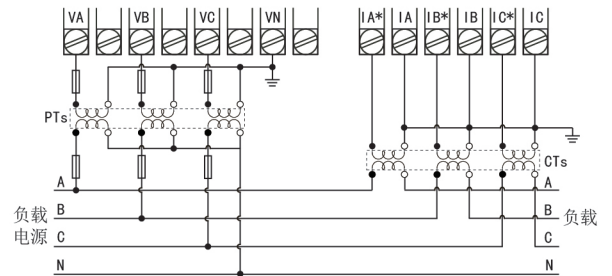 VA VB VC VN IA* IA IB* IB IC* IC
PTs
CTs
A A
负载 B B 负载
电源 C C
N N